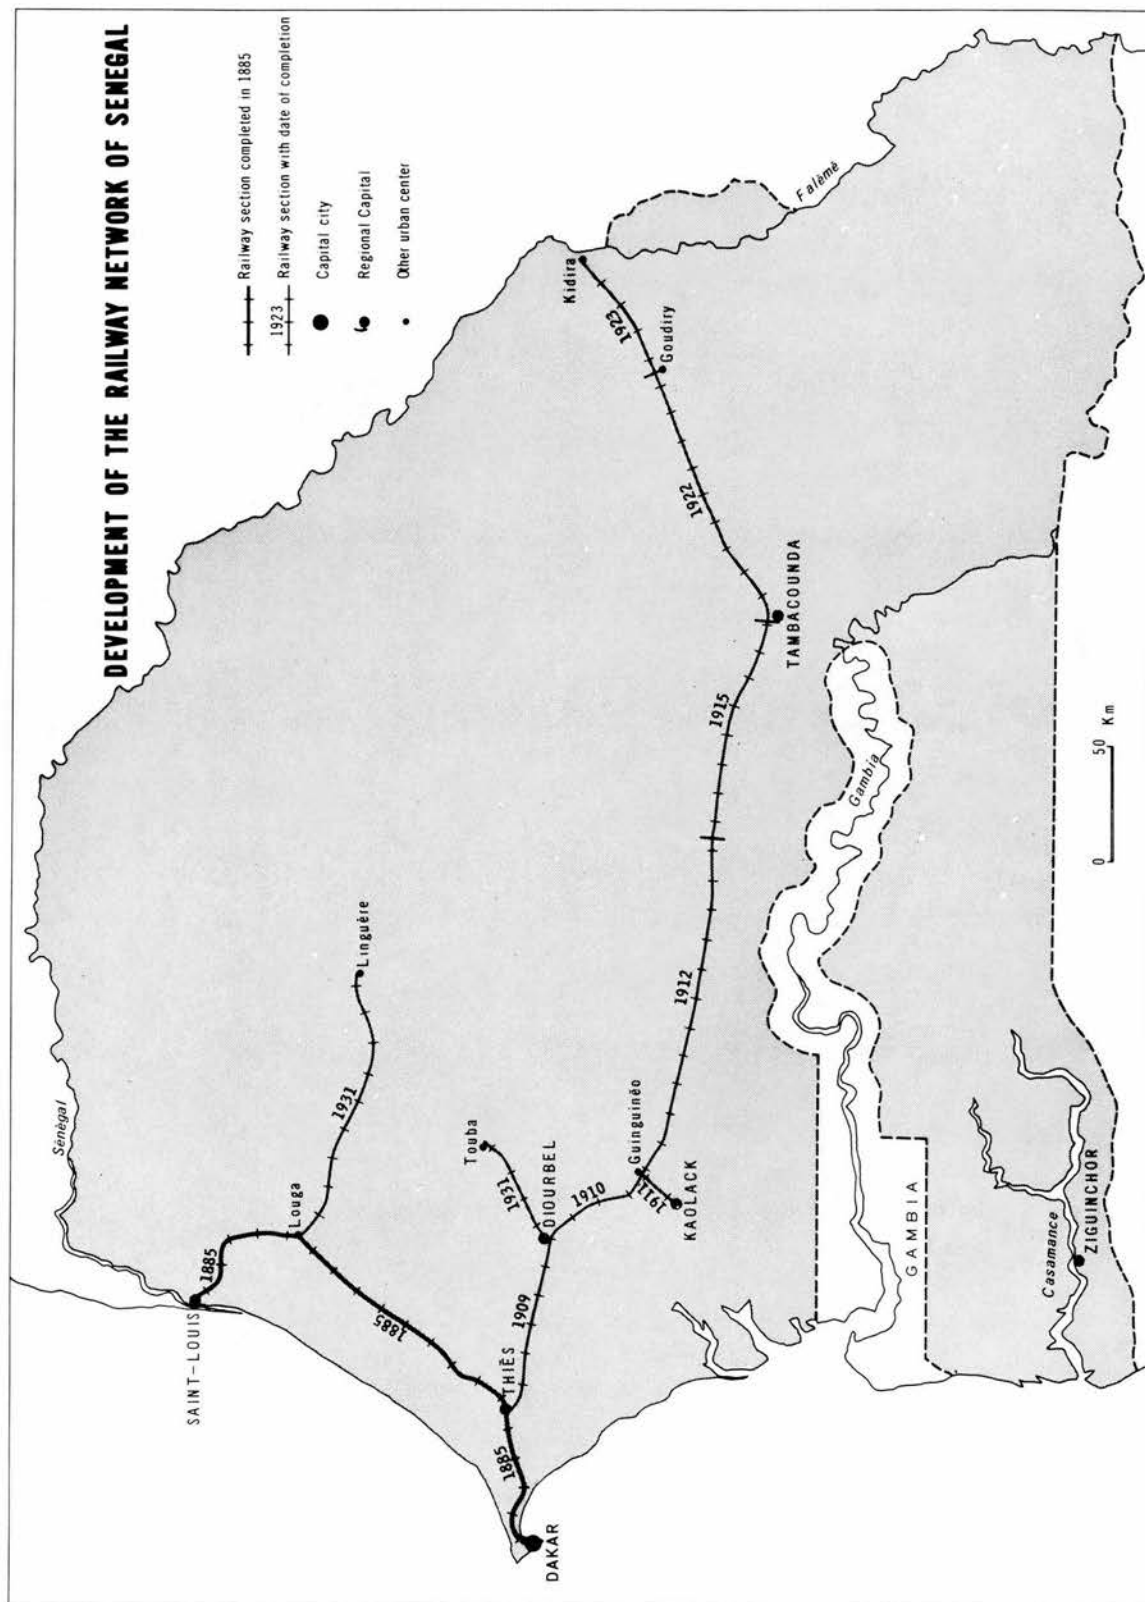 DEVELOPMENT OF THE RAILWAY NETWORK OF SENEGAL
Railway section completed in 1885
1923 Railway section with date of completion
Capital city
Regional Capital
Other urban center
Sénégal
SAINT-LOUIS
1885
Louga
1931
Linguère
1885
Touba
1931
DAKAR
1885
THIÈS
1909
DIOURBEL
1910
Guinguinéo
1911
KAOLACK
1912
1915
TAMBACOUNDA
1922
Goudiry
1923
Kidira
Falémé
Gambia
GAMBIA
Casamance
ZIGUINCHOR
0 50 Km